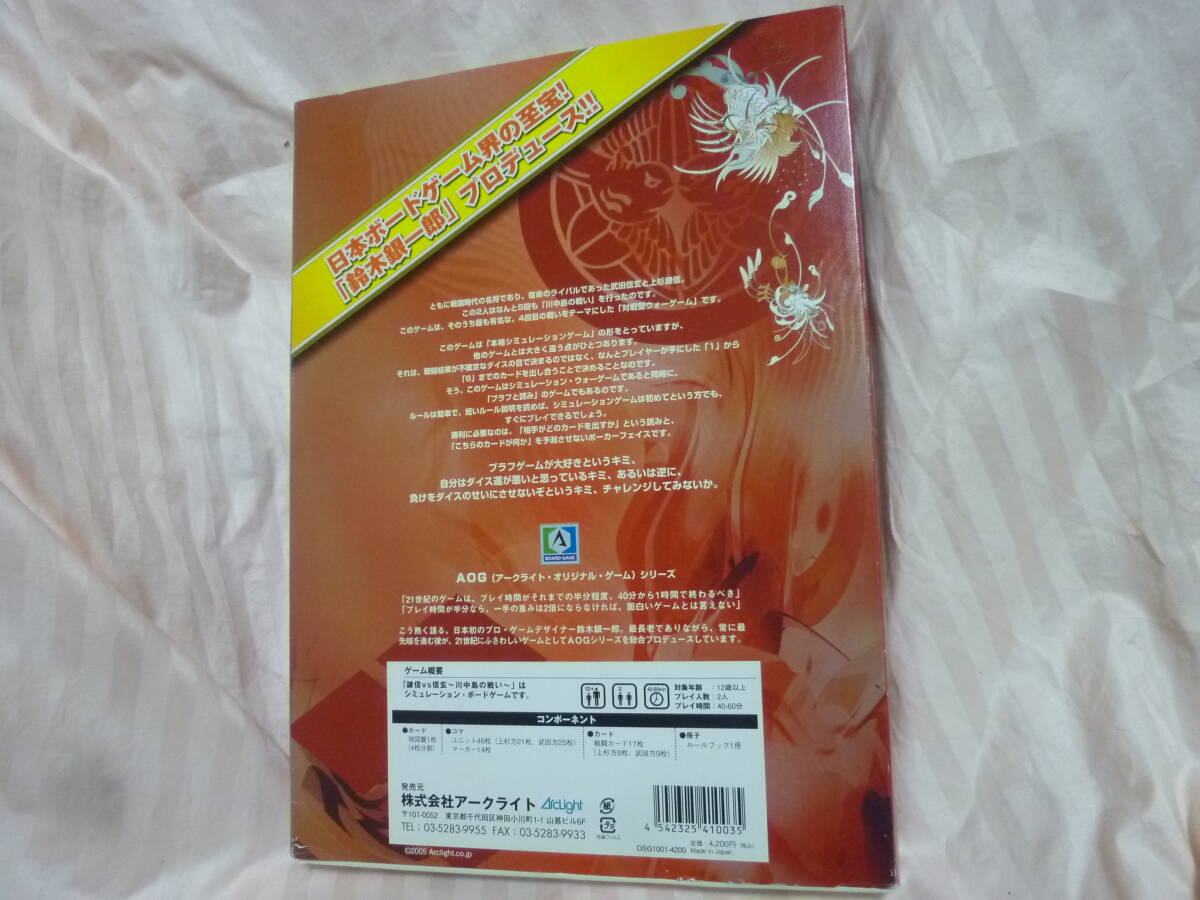 日本ボードゲーム界の至宝!
「鈴木銀一郎」プロデュース!!
ともに戦国時代の名将であり、宿命のライバルであった武田信玄と上杉謙信。
この2人はなんと5回も「川中島の戦い」を行ったのです。
このゲームは、そのうち最も有名な、4回目の戦いをテーマにした「対戦型ウォーゲーム」です。
このゲームは「本格シミュレーションゲーム」の形をとっていますが、
他のゲームとは大きく違う点がひとつあります。
それは、戦闘結果が不確定なダイスの目で決まるのではなく、なんとプレイヤーが手にした「1」から
「6」までのカードを出し合うことで決めることなのです。
そう、このゲームはシミュレーション・ウォーゲームであると同時に、
「ブラフと読み」のゲームでもあるのです。
ルールは簡単で、短いルール説明を読めば、シミュレーションゲームは初めてという方でも、
すぐにプレイできるでしょう。
勝利に必要なのは、「相手がどのカードを出すか」という読みと、
「こちらのカードが何か」を予測させないポーカーフェイスです。
ブラフゲームが大好きというキミ、
自分はダイス運が悪いと思っているキミ、あるいは逆に、
負けをダイスのせいにさせないぞというキミ、チャレンジしてみないか。
A
BOARD GAME
AOG(アークライト・オリジナル・ゲーム)シリーズ
「21世紀のゲームは、プレイ時間がそれまでの半分程度、40分から1時間で終わるべき」
「プレイ時間が半分なら、一手の重みは2倍にならなければ、面白いゲームとは言えない」
こう熱く語る、日本初のプロ・ゲームデザイナー鈴木銀一郎。最長老でありながら、常に最
先端を進む彼が、21世紀にふさわしいゲームとしてAOGシリーズを総合プロデュースしています。
ゲーム概要
「謙信vs信玄~川中島の戦い~」は
シミュレーション・ボードゲームです。
12+
2
40-60min
対象年齢:12歳以上
プレイ人数:2人
プレイ時間:40-60分
コンポーネント
●ボード
地図盤1枚
(4枚分割)
●コマ
ユニット46枚(上杉方21枚、武田方25枚)
マーカー14枚
●カード
戦闘カード17枚
(上杉方8枚、武田方9枚)
●冊子
ルールブック1冊
発売元
株式会社アークライト ArcLight
〒101-0052 東京都千代田区神田小川町1-1 山甚ビル6F
TEL:03-5283-9955 FAX:03-5283-9933
紙
プラ
外装フィルム
4 542325 410035
定価:4,200円(税込)
OSG1001-4200 Made in Japan
©2005 Arclight.co.jp